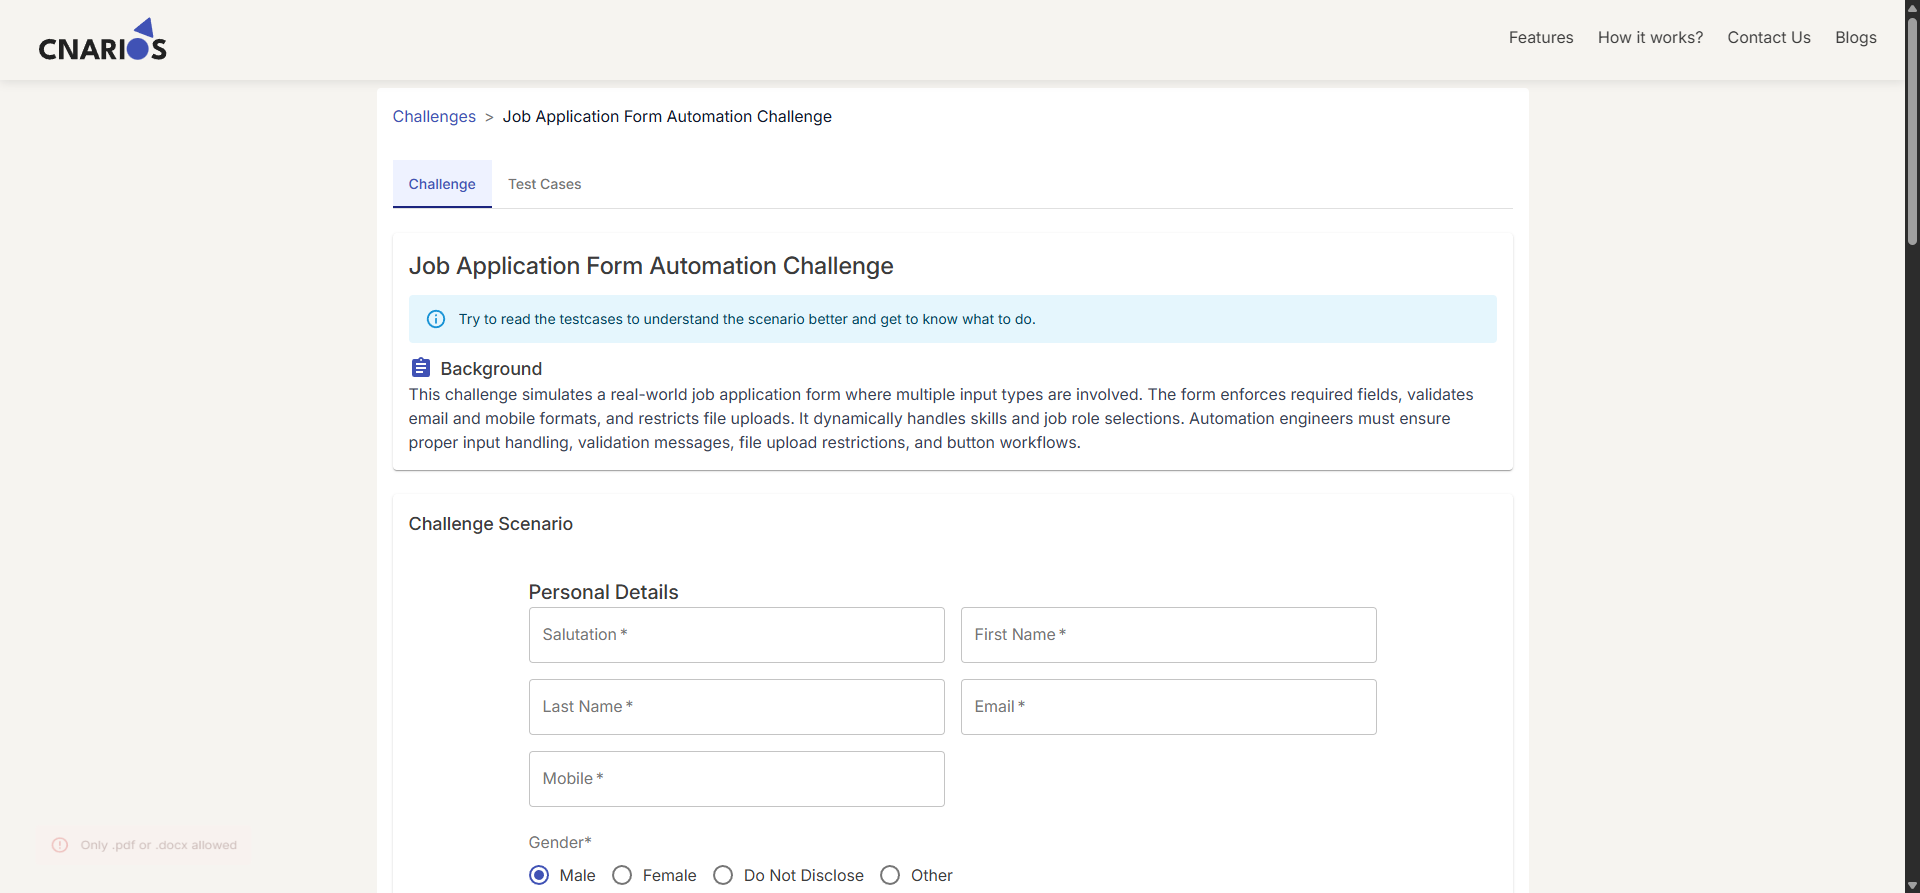 CNARIOS
Features
How it works?
Contact Us
Blogs
Challenges > Job Application Form Automation Challenge
Challenge
Test Cases
Job Application Form Automation Challenge
Try to read the testcases to understand the scenario better and get to know what to do.
Background
This challenge simulates a real-world job application form where multiple input types are involved. The form enforces required fields, validates
email and mobile formats, and restricts file uploads. It dynamically handles skills and job role selections. Automation engineers must ensure
proper input handling, validation messages, file upload restrictions, and button workflows.
Challenge Scenario
Personal Details
Salutation *
First Name *
Last Name *
Email *
Mobile *
Gender*
Male
Female
Do Not Disclose
Other
Only .pdf or .docx allowed